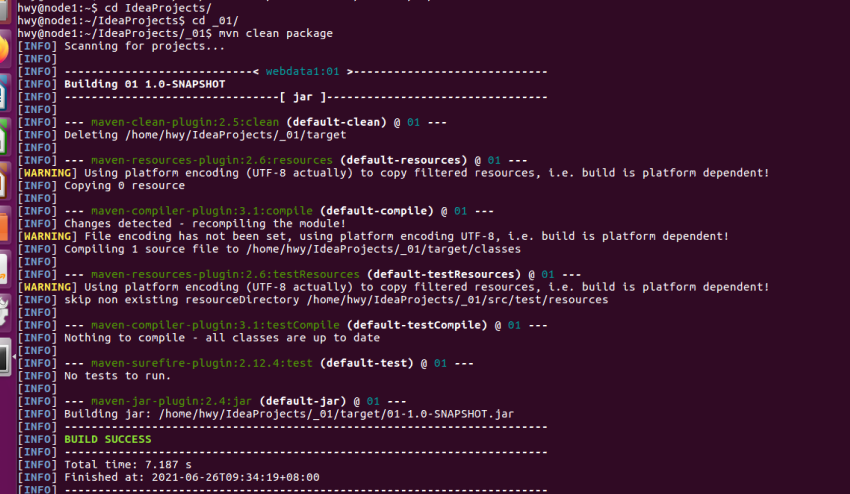 hwy@node1:~$ cd IdeaProjects/
hwy@node1:~/IdeaProjects$ cd _01/
hwy@node1:~/IdeaProjects/_01$ mvn clean package
[INFO] Scanning for projects...
[INFO]
[INFO] ----------------------------< webdata1:01 >-----------------------------
[INFO] Building 01 1.0-SNAPSHOT
[INFO] --------------------------------[ jar ]---------------------------------
[INFO]
[INFO] --- maven-clean-plugin:2.5:clean (default-clean) @ 01 ---
[INFO] Deleting /home/hwy/IdeaProjects/_01/target
[INFO]
[INFO] --- maven-resources-plugin:2.6:resources (default-resources) @ 01 ---
[WARNING] Using platform encoding (UTF-8 actually) to copy filtered resources, i.e. build is platform dependent!
[INFO] Copying 0 resource
[INFO]
[INFO] --- maven-compiler-plugin:3.1:compile (default-compile) @ 01 ---
[INFO] Changes detected - recompiling the module!
[WARNING] File encoding has not been set, using platform encoding UTF-8, i.e. build is platform dependent!
[INFO] Compiling 1 source file to /home/hwy/IdeaProjects/_01/target/classes
[INFO]
[INFO] --- maven-resources-plugin:2.6:testResources (default-testResources) @ 01 ---
[WARNING] Using platform encoding (UTF-8 actually) to copy filtered resources, i.e. build is platform dependent!
[INFO] skip non existing resourceDirectory /home/hwy/IdeaProjects/_01/src/test/resources
[INFO]
[INFO] --- maven-compiler-plugin:3.1:testCompile (default-testCompile) @ 01 ---
[INFO] Nothing to compile - all classes are up to date
[INFO]
[INFO] --- maven-surefire-plugin:2.12.4:test (default-test) @ 01 ---
[INFO] No tests to run.
[INFO]
[INFO] --- maven-jar-plugin:2.4:jar (default-jar) @ 01 ---
[INFO] Building jar: /home/hwy/IdeaProjects/_01/target/01-1.0-SNAPSHOT.jar
[INFO] ------------------------------------------------------------------------
[INFO] BUILD SUCCESS
[INFO] ------------------------------------------------------------------------
[INFO] Total time: 7.187 s
[INFO] Finished at: 2021-06-26T09:34:19+08:00
[INFO] ------------------------------------------------------------------------